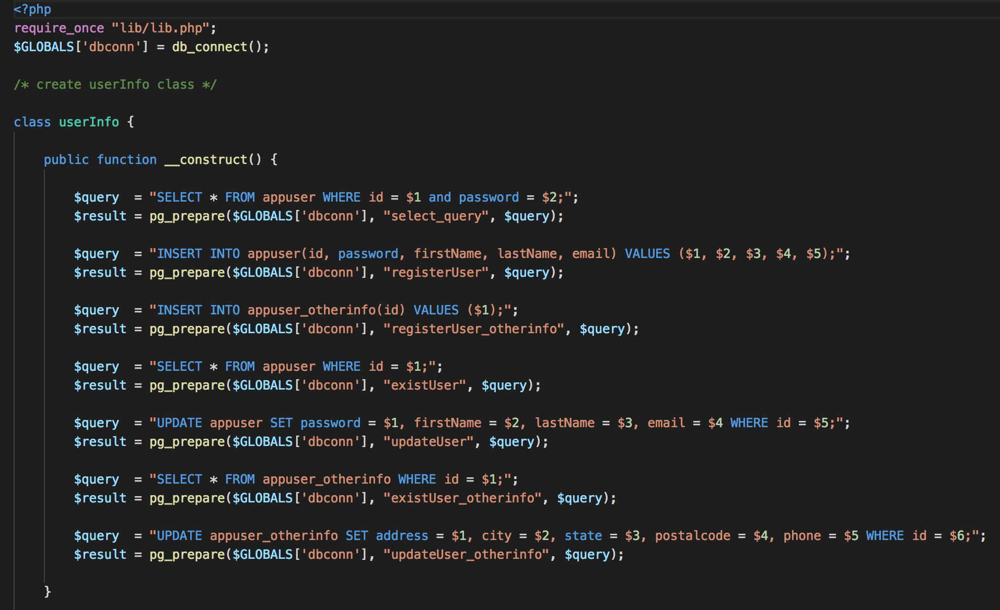 <?php
require_once "lib/lib.php";
$GLOBALS['dbconn'] = db_connect();
/* create userInfo class */
class userInfo {
public function __construct() {
$query  = "SELECT * FROM appuser WHERE id = $1 and password = $2;";
$result = pg_prepare($GLOBALS['dbconn'], "select_query", $query);
$query  = "INSERT INTO appuser(id, password, firstName, lastName, email) VALUES ($1, $2, $3, $4, $5);";
$result = pg_prepare($GLOBALS['dbconn'], "registerUser", $query);
$query  = "INSERT INTO appuser_otherinfo(id) VALUES ($1);";
$result = pg_prepare($GLOBALS['dbconn'], "registerUser_otherinfo", $query);
$query  = "SELECT * FROM appuser WHERE id = $1;";
$result = pg_prepare($GLOBALS['dbconn'], "existUser", $query);
$query  = "UPDATE appuser SET password = $1, firstName = $2, lastName = $3, email = $4 WHERE id = $5;";
$result = pg_prepare($GLOBALS['dbconn'], "updateUser", $query);
$query  = "SELECT * FROM appuser_otherinfo WHERE id = $1;";
$result = pg_prepare($GLOBALS['dbconn'], "existUser_otherinfo", $query);
$query  = "UPDATE appuser_otherinfo SET address = $1, city = $2, state = $3, postalcode = $4, phone = $5 WHERE id = $6;";
$result = pg_prepare($GLOBALS['dbconn'], "updateUser_otherinfo", $query);
}